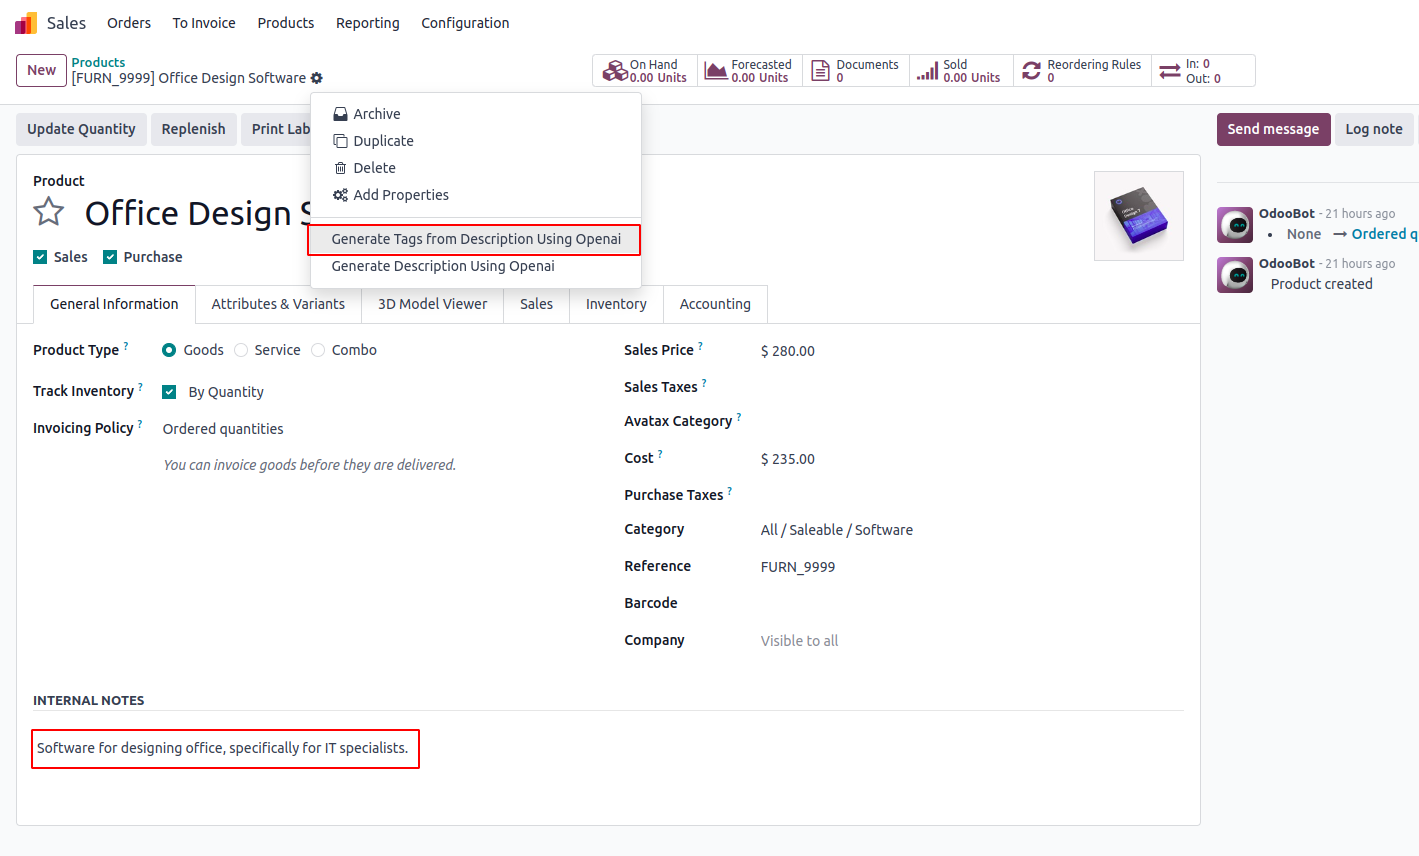 Sales Orders To Invoice Products Reporting Configuration
New
Products
[FURN_9999] Office Design Software
On Hand
0.00 Units
Forecasted
0.00 Units
Documents
0
Sold
0.00 Units
Reordering Rules
0
In: 0
Out: 0
Archive
Duplicate
Delete
Add Properties
Generate Tags from Description Using Openai
Generate Description Using Openai
Update Quantity Replenish Print Lab
Send message Log note
Product
Office Design S
Sales Purchase
Office
Design
OdooBot - 21 hours ago
• None → Ordered q
OdooBot - 21 hours ago
Product created
General Information Attributes & Variants 3D Model Viewer Sales Inventory Accounting
Product Type ? Goods Service Combo
Track Inventory ? By Quantity
Invoicing Policy ? Ordered quantities
You can invoice goods before they are delivered.
Sales Price ? $ 280.00
Sales Taxes ?
Avatax Category ?
Cost ? $ 235.00
Purchase Taxes ?
Category All / Saleable / Software
Reference FURN_9999
Barcode
Company Visible to all
INTERNAL NOTES
Software for designing office, specifically for IT specialists.